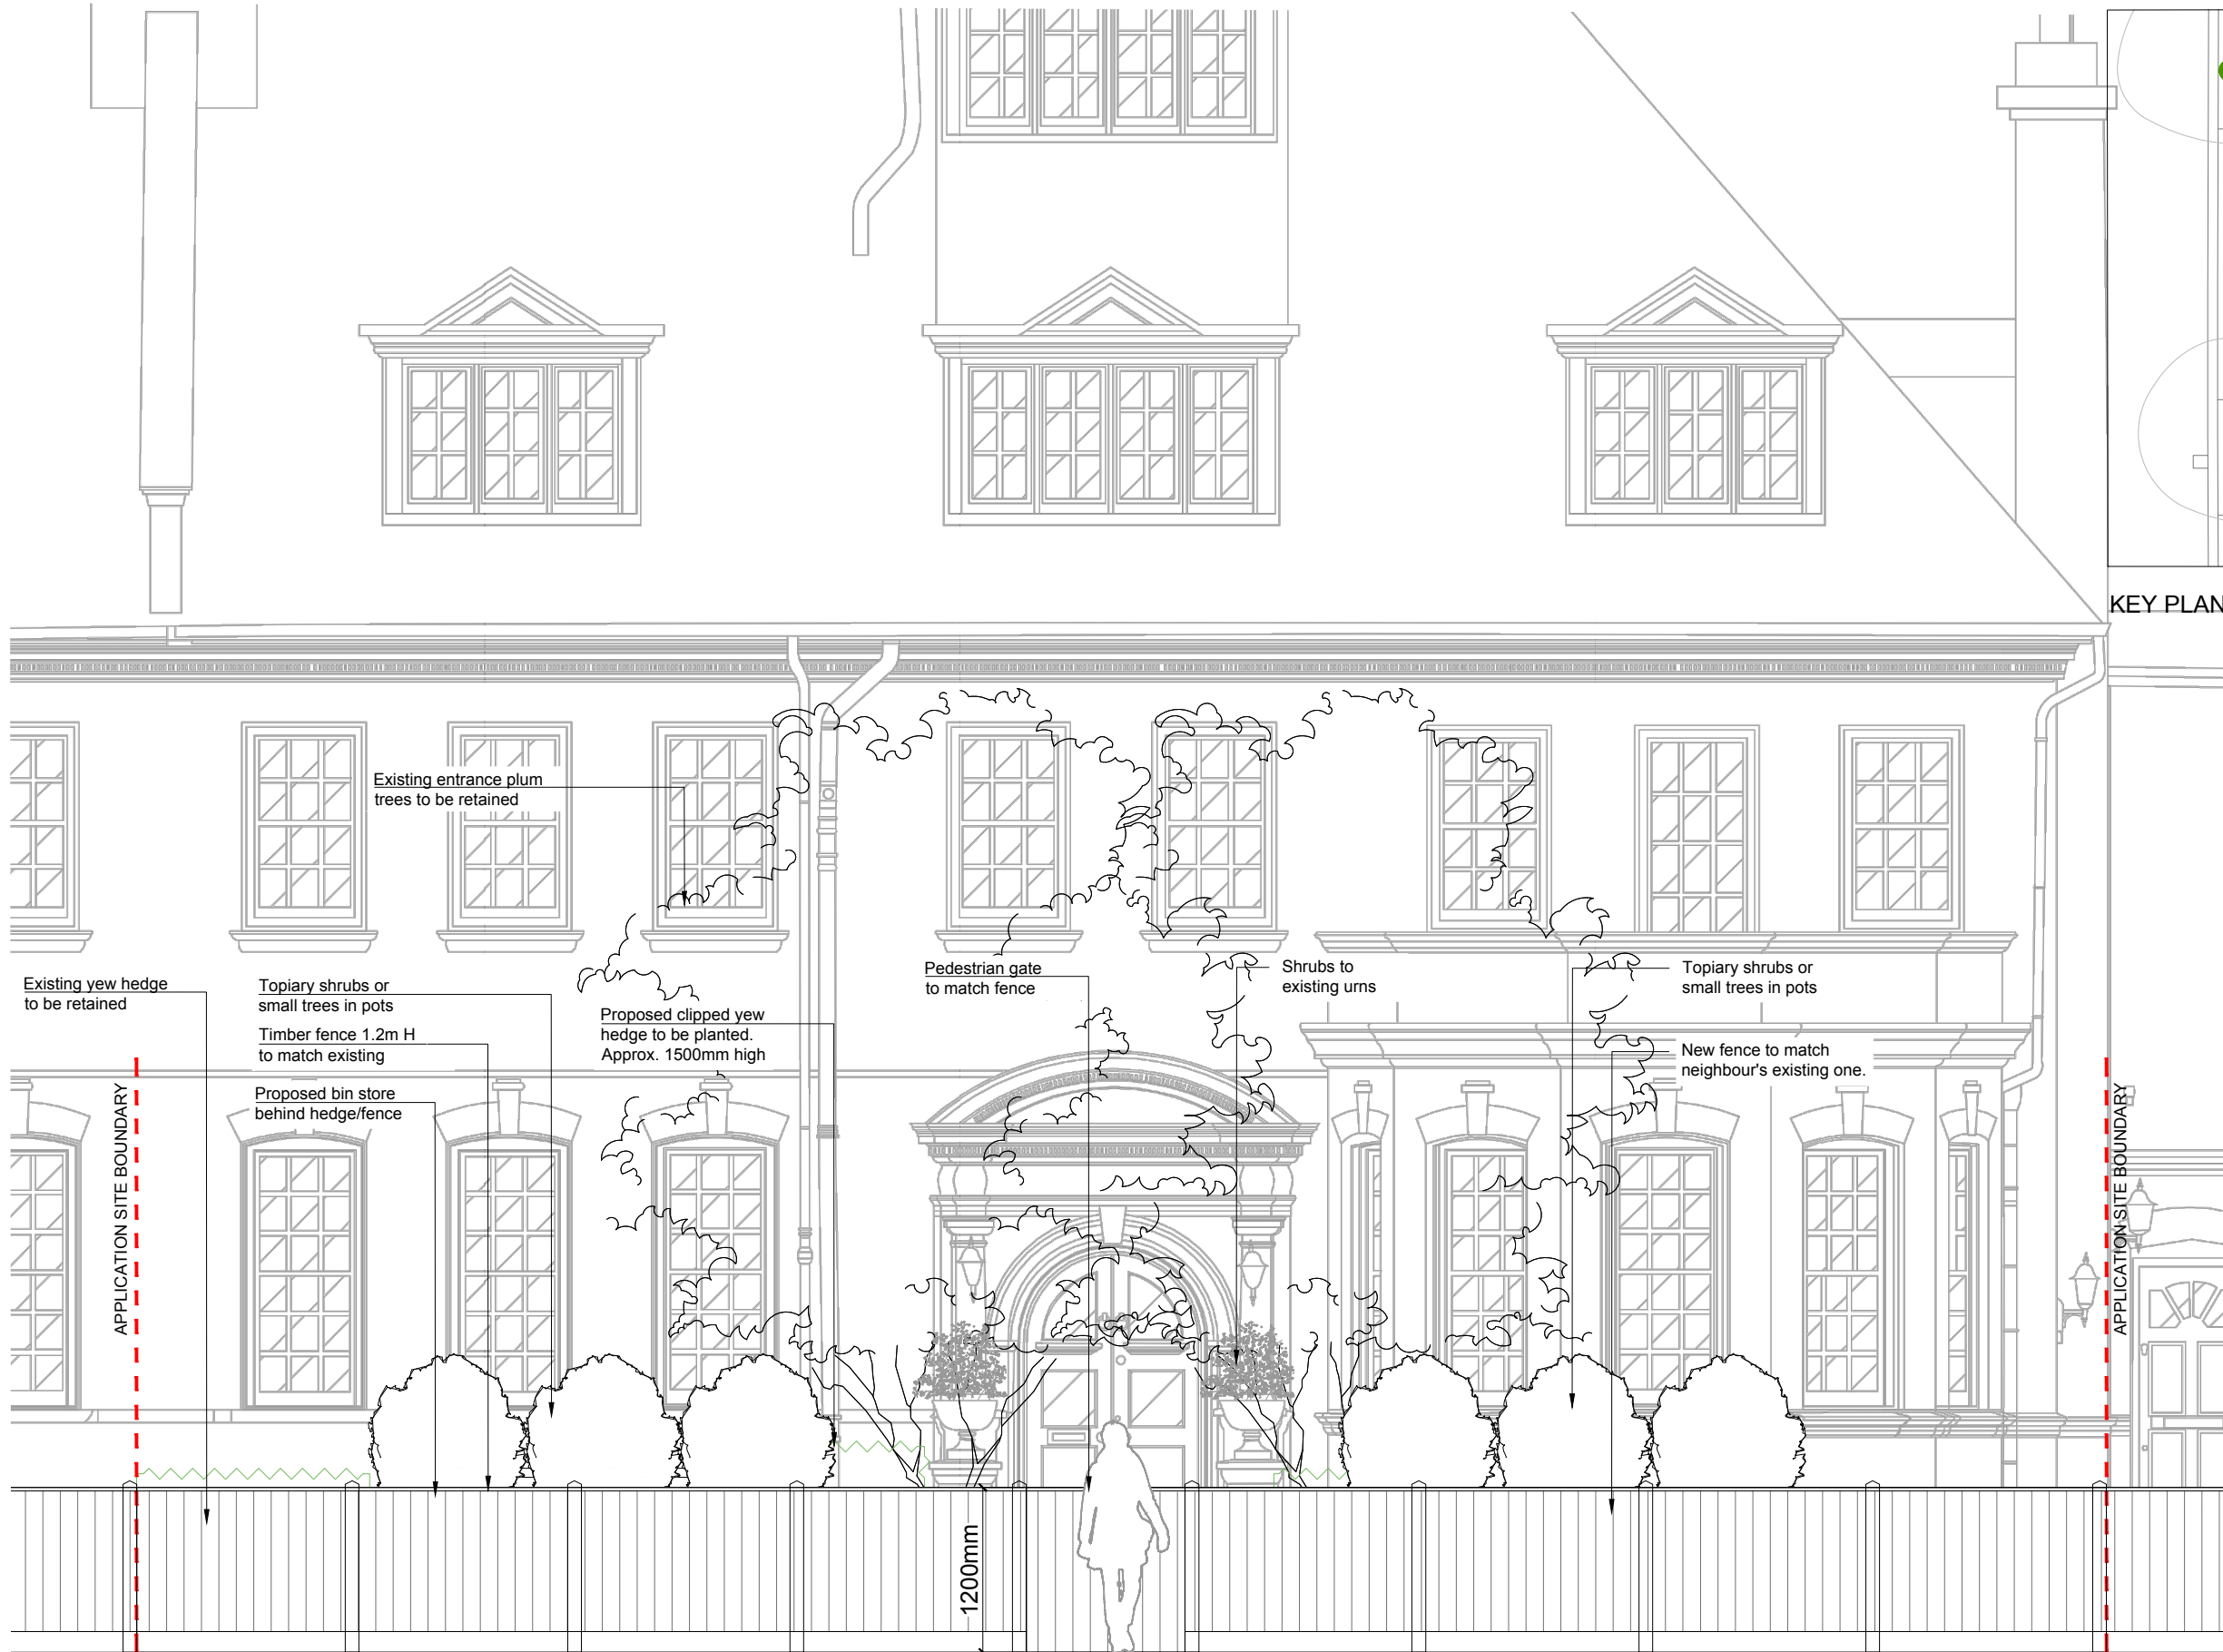 KEY PLAN
Existing entrance plum
trees to be retained
Existing yew hedge
to be retained
Topiary shrubs or
small trees in pots
Timber fence 1.2m H
to match existing
Proposed bin store
behind hedge/fence
Proposed clipped yew
hedge to be planted.
Approx. 1500mm high
Pedestrian gate
to match fence
Shrubs to
existing urns
Topiary shrubs or
small trees in pots
New fence to match
neighbour's existing one.
APPLICATION SITE BOUNDARY
APPLICATION SITE BOUNDARY
1200mm